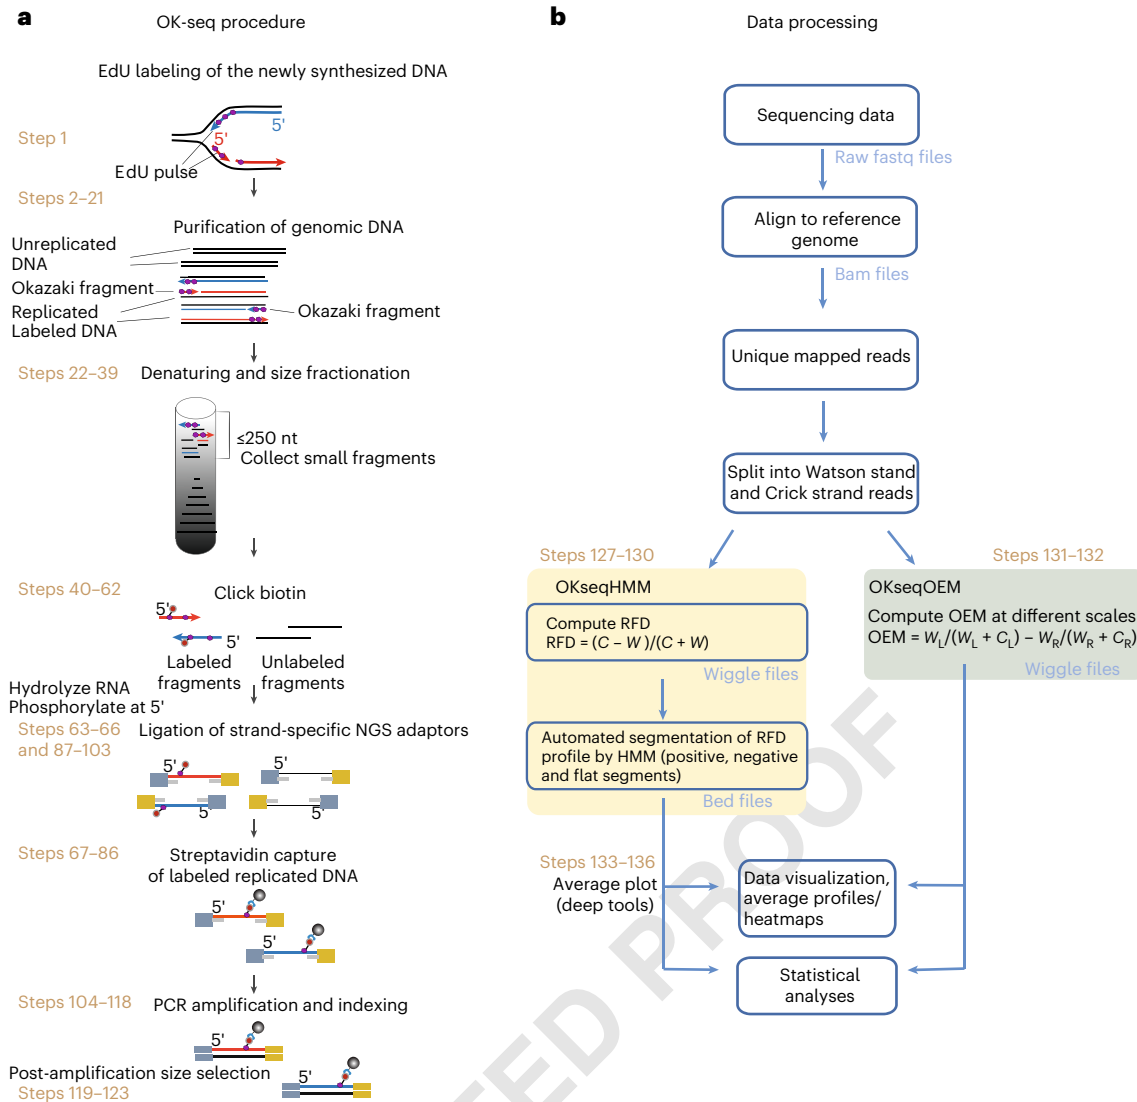 a
OK-seq procedure
EdU labeling of the newly synthesized DNA
5'
Step 1
5'
EdU pulse
Steps 2–21
Purification of genomic DNA
Unreplicated
DNA
Okazaki fragment
Replicated
Labeled DNA
Okazaki fragment
Steps 22–39
Denaturing and size fractionation
≤250 nt
Collect small fragments
Steps 40–62
Click biotin
5'
5'
Labeled
fragments
Unlabeled
fragments
Hydrolyze RNA
Phosphorylate at 5'
Steps 63–66
and 87–103
Ligation of strand-specific NGS adaptors
5'
5'
5'
5'
Steps 67–86
Streptavidin capture
of labeled replicated DNA
5'
5'
Steps 104–118
PCR amplification and indexing
5'
Post-amplification size selection
5'
Steps 119–123
b
Data processing
Sequencing data
Raw fastq files
Align to reference
genome
Bam files
Unique mapped reads
Split into Watson stand
and Crick strand reads
Steps 127–130
OKseqHMM
Compute RFD
RFD = (C − W)/(C + W)
Wiggle files
Automated segmentation of RFD
profile by HMM (positive, negative
and flat segments)
Bed files
Steps 131–132
OKseqOEM
Compute OEM at different scales
OEM = W_L/(W_L + C_L) − W_R/(W_R + C_R)
Wiggle files
Steps 133–136
Average plot
(deep tools)
Data visualization,
average profiles/
heatmaps
Statistical
analyses
TED PROOF